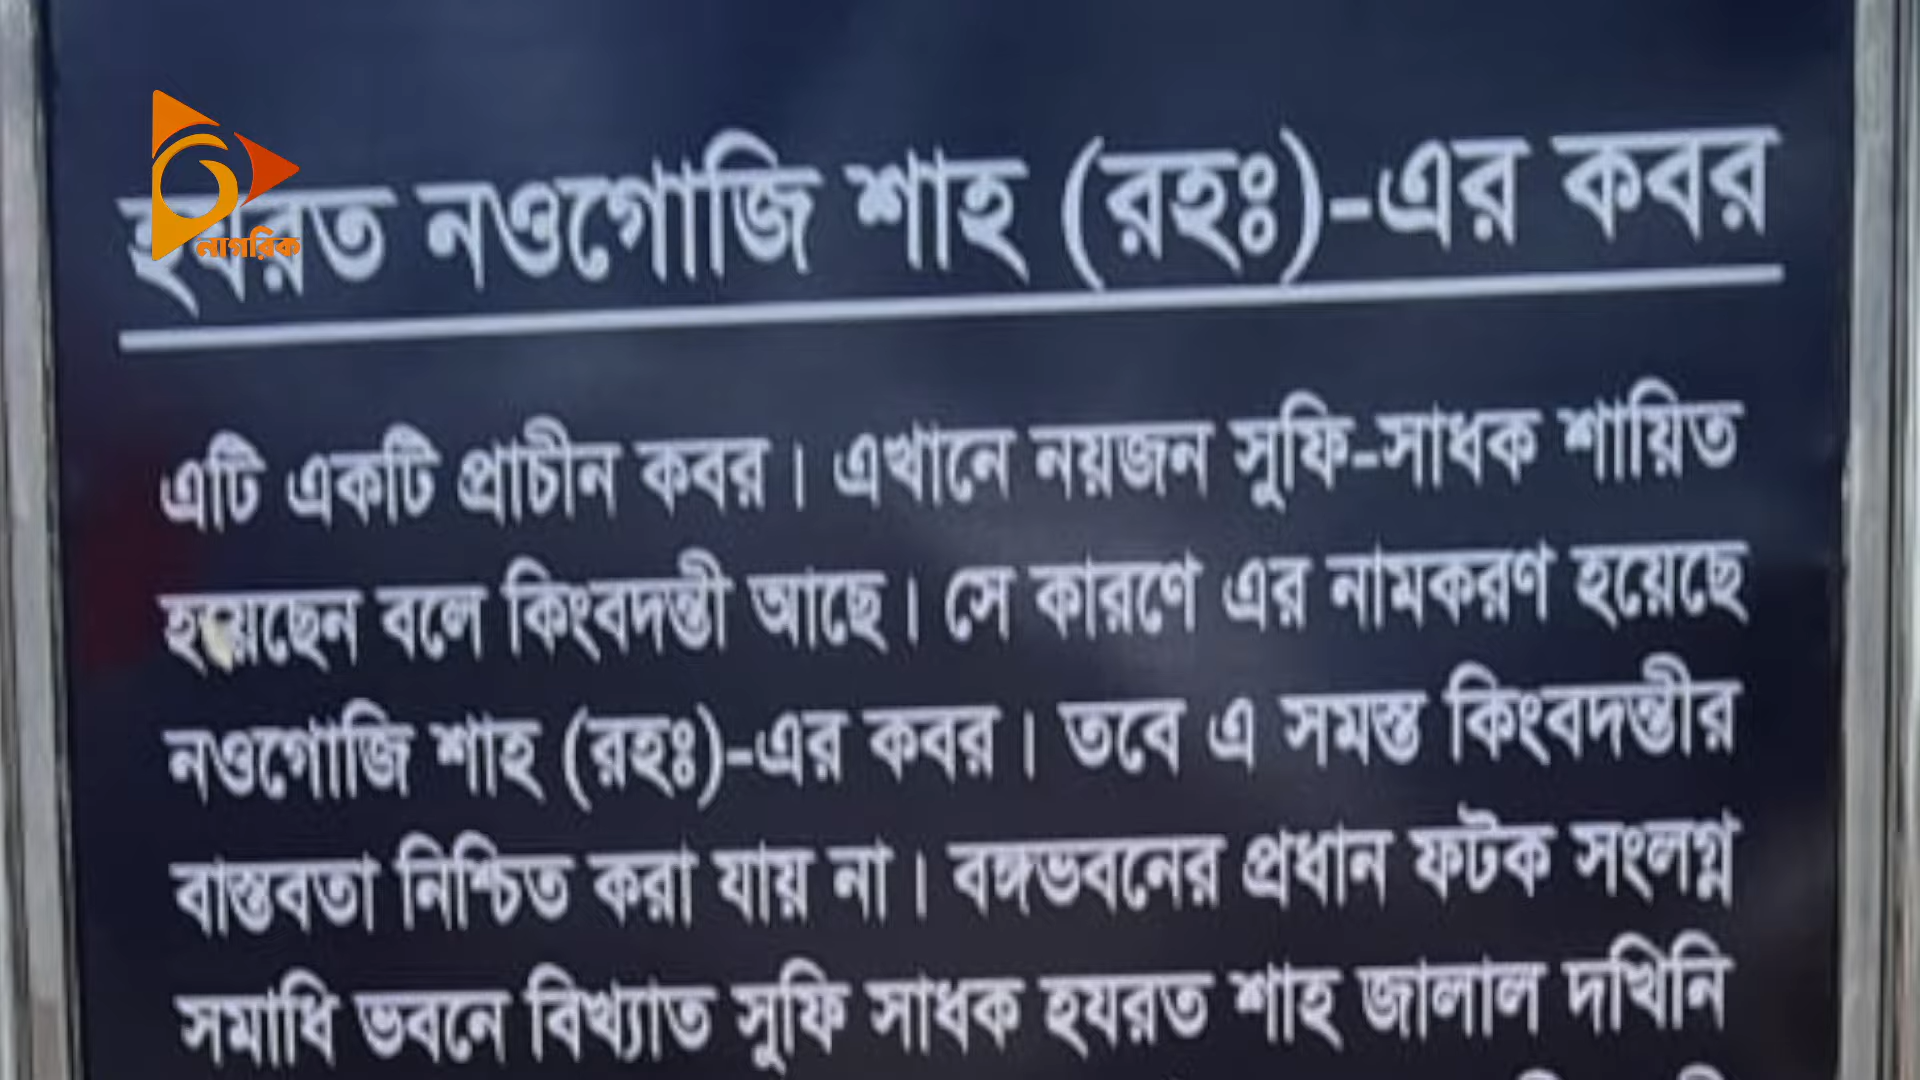 হযরত নওগোজি শাহ (রহঃ)-এর কবর
নাগরিক
এটি একটি প্রাচীন কবর। এখানে নয়জন সুফি-সাধক শায়িত
হয়েছেন বলে কিংবদন্তী আছে। সে কারণে এর নামকরণ হয়েছে
নওগোজি শাহ (রহঃ)-এর কবর। তবে এ সমস্ত কিংবদন্তীর
বাস্তবতা নিশ্চিত করা যায় না। বঙ্গভবনের প্রধান ফটক সংলগ্ন
সমাধি ভবনে বিখ্যাত সুফি সাধক হযরত শাহ জালাল দখিনি